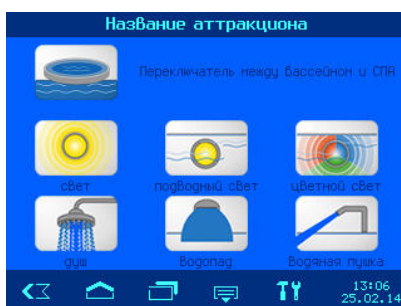 Название аттракциона
Переключатель между бассейном и СПА
свет
подводный свет
цветной свет
душ
Водопад
Водяная пушка
13:06
25.02.14